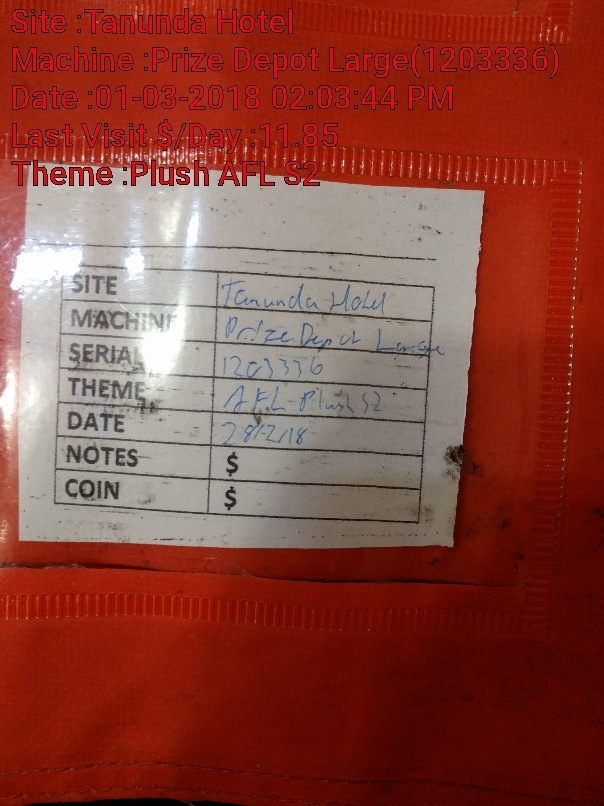 Site :Tanunda Hotel
Machine :Prize Depot Large(1203336)
Date :01-03-2018 02:03:44 PM
Last Visit $/Day :11.85
Theme :Plush AFL S2
SITE Tanunda Hotel
MACHINE Prize Depot Large
SERIAL 1203336
THEME AFL Plush S2
DATE 28/2/18
NOTES $
COIN $